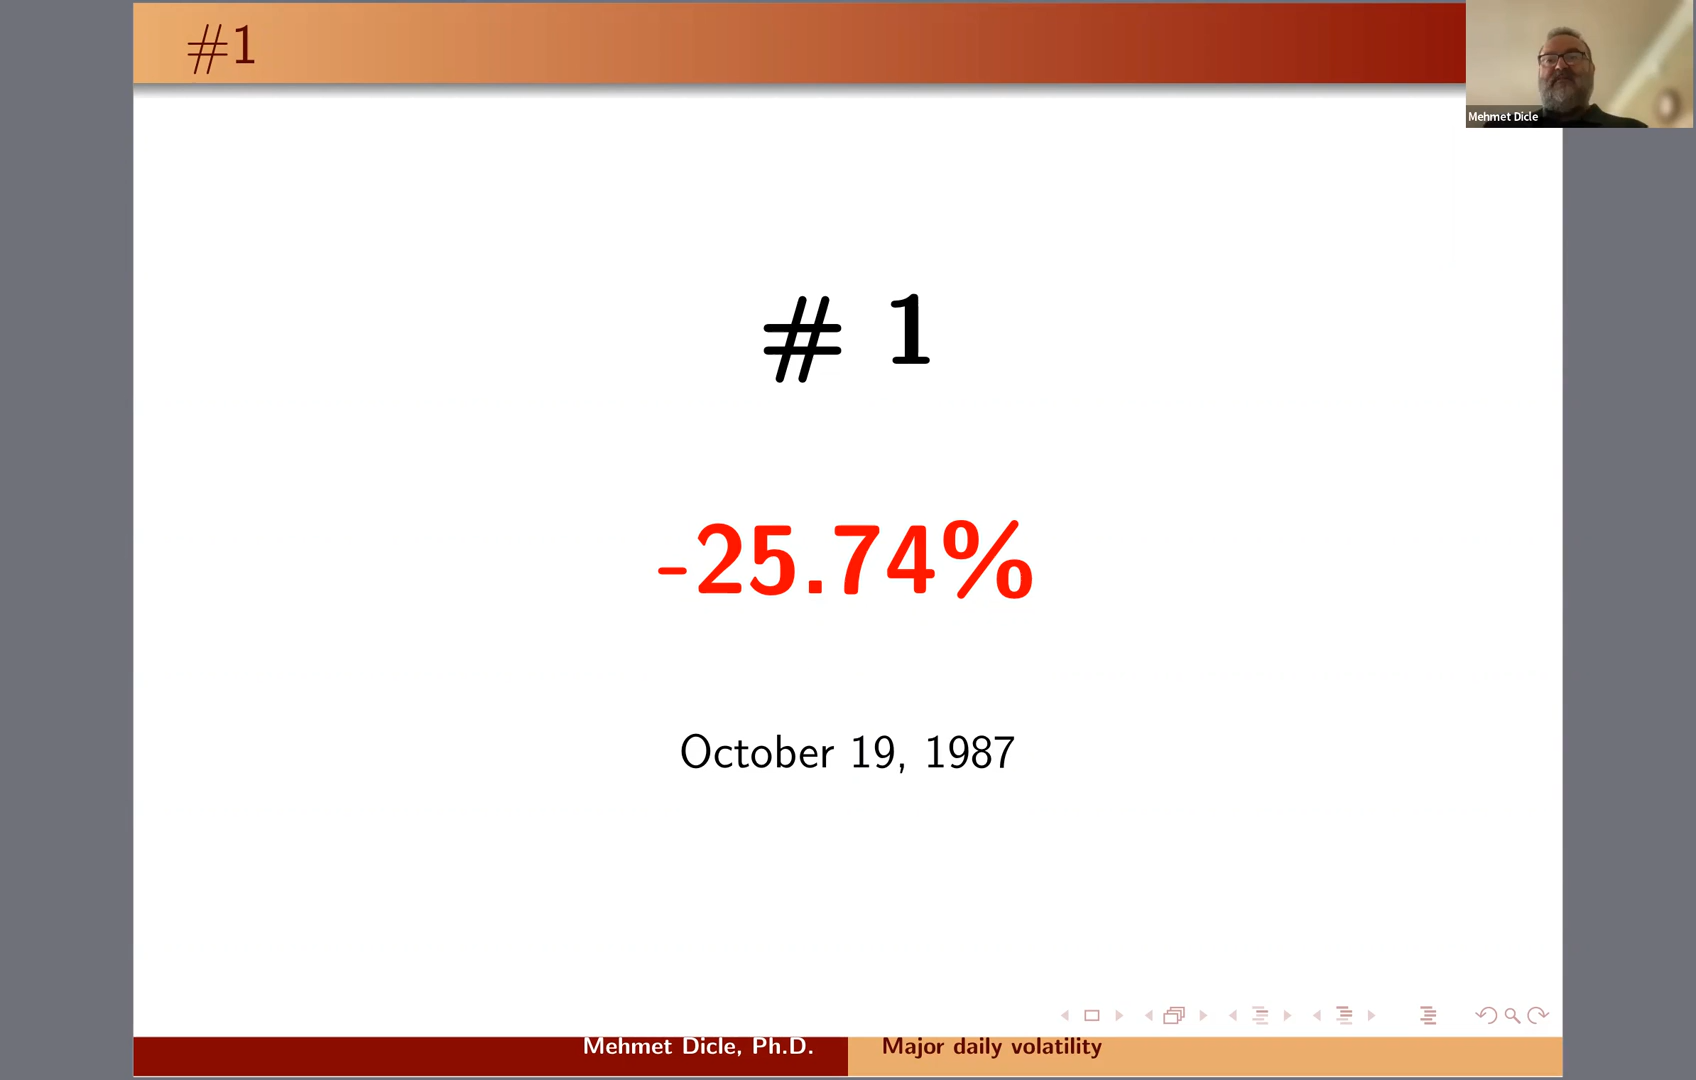 #1
Mehmet Dicle
# 1
-25.74%
October 19, 1987
Mehmet Dicle, Ph.D.
Major daily volatility